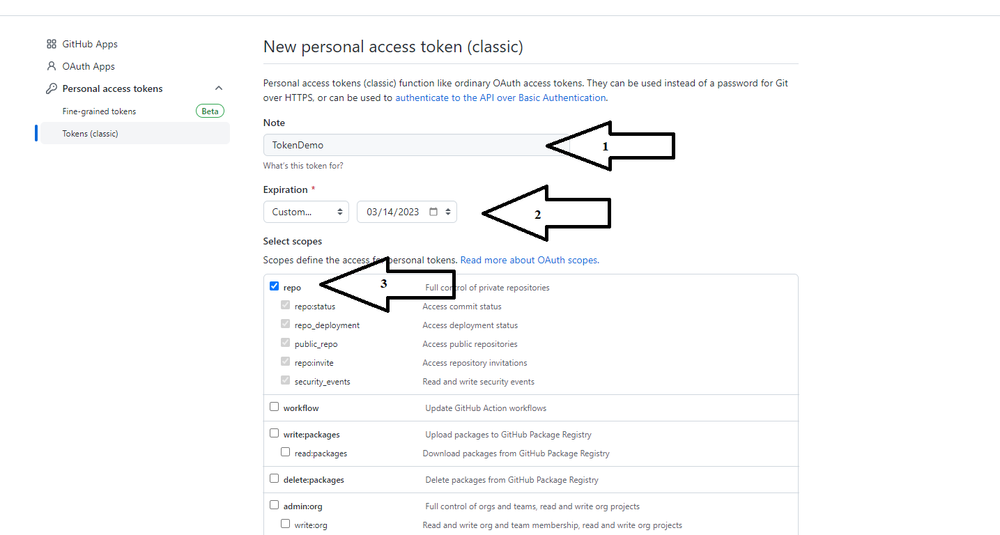 GitHub Apps
OAuth Apps
Personal access tokens
Fine-grained tokens Beta
Tokens (classic)
New personal access token (classic)
Personal access tokens (classic) function like ordinary OAuth access tokens. They can be used instead of a password for Git
over HTTPS, or can be used to authenticate to the API over Basic Authentication.
Note
TokenDemo
1
What's this token for?
Expiration *
Custom... 03/14/2023
2
Select scopes
Scopes define the access for personal tokens. Read more about OAuth scopes.
3
repo Full control of private repositories
repo:status Access commit status
repo_deployment Access deployment status
public_repo Access public repositories
repo:invite Access repository invitations
security_events Read and write security events
workflow Update GitHub Action workflows
write:packages Upload packages to GitHub Package Registry
read:packages Download packages from GitHub Package Registry
delete:packages Delete packages from GitHub Package Registry
admin:org Full control of orgs and teams, read and write org projects
write:org Read and write org and team membership, read and write org projects